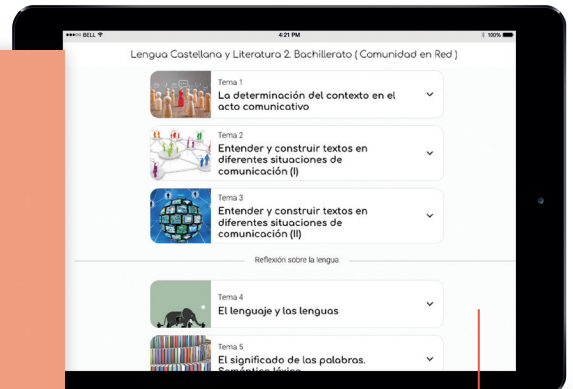 BELL
4:21 PM
100%
Lengua Castellana y Literatura 2. Bachillerato ( Comunidad en Red )
Tema 1
La determinación del contexto en el
acto comunicativo
Tema 2
Entender y construir textos en
diferentes situaciones de
comunicación (I)
Tema 3
Entender y construir textos en
diferentes situaciones de
comunicación (II)
Reflexión sobre la lengua
Tema 4
El lenguaje y las lenguas
Tema 5
El significado de las palabras.
Semántica léxica